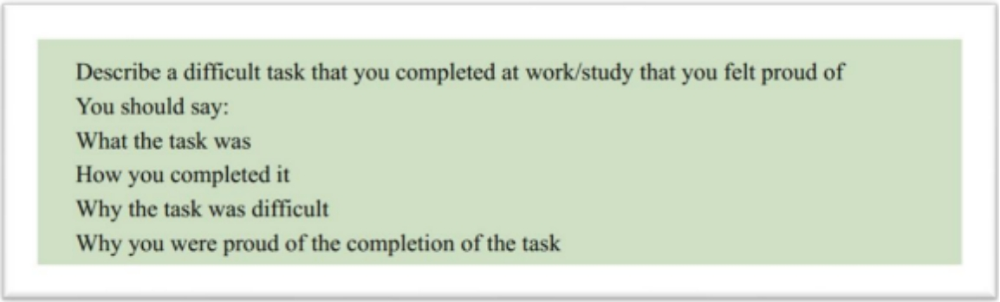 Describe a difficult task that you completed at work/study that you felt proud of
You should say:
What the task was
How you completed it
Why the task was difficult
Why you were proud of the completion of the task